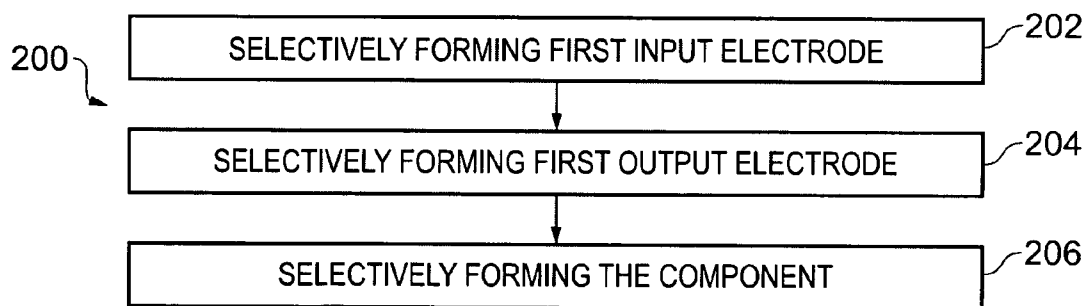 200
SELECTIVELY FORMING FIRST INPUT ELECTRODE
202
SELECTIVELY FORMING FIRST OUTPUT ELECTRODE
204
SELECTIVELY FORMING THE COMPONENT
206